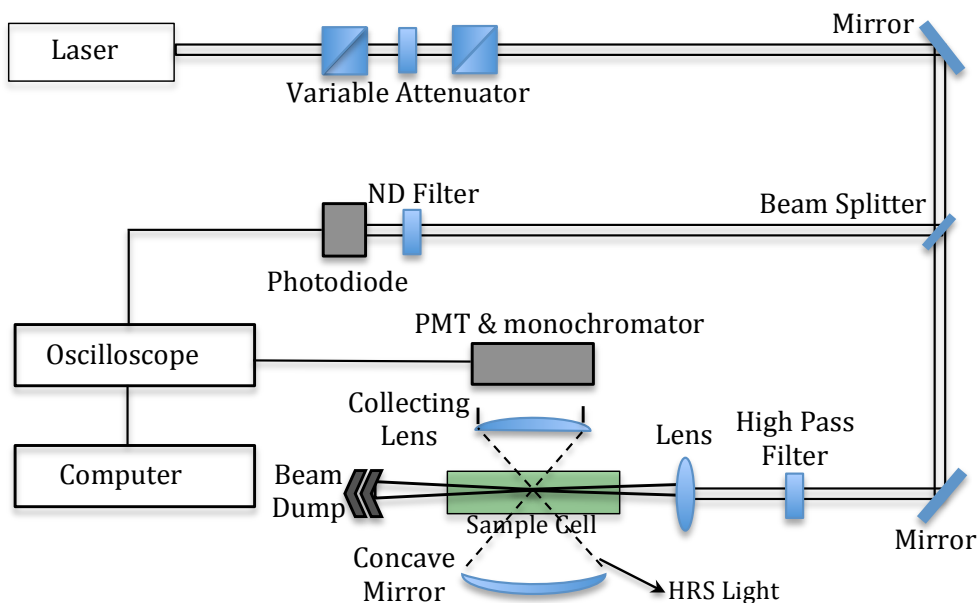 Laser
Mirror
Variable Attenuator
ND Filter
Beam Splitter
Photodiode
PMT & monochromator
Oscilloscope
Collecting
Lens
Lens
High Pass
Filter
Computer
Beam
Dump
Sample Cell
Mirror
Concave
Mirror
HRS Light